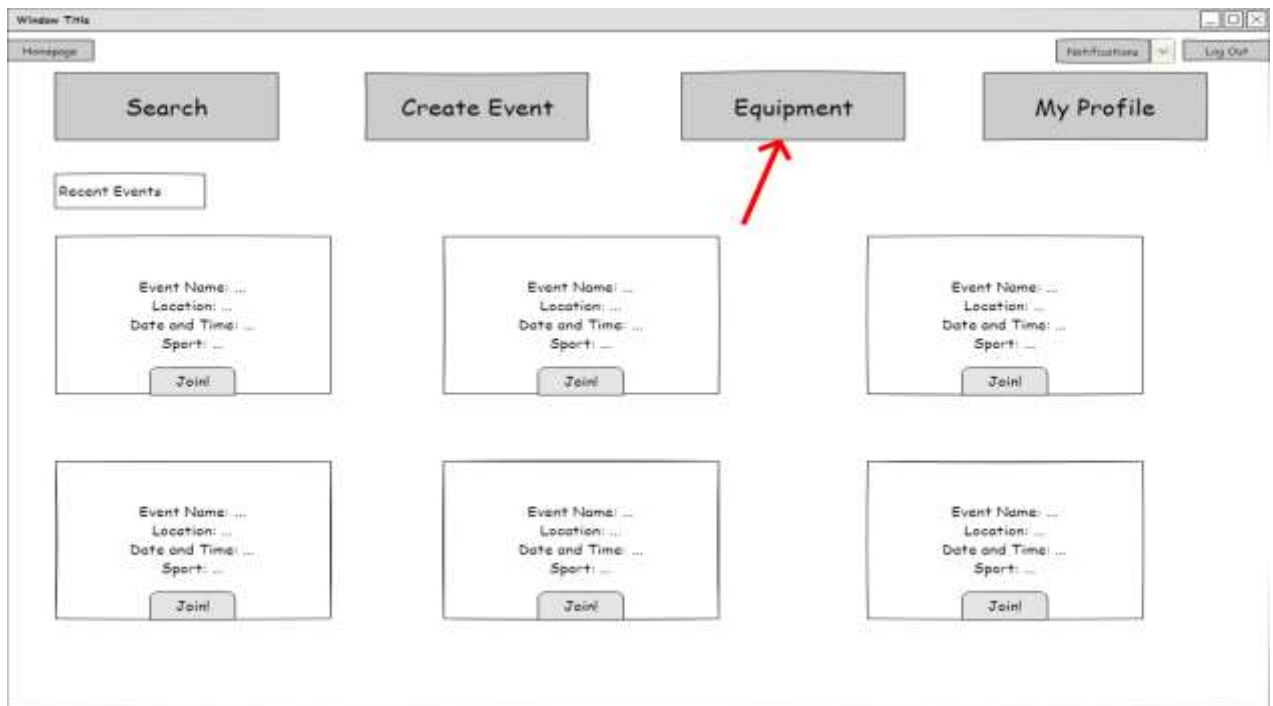 Window Title
Homepage
Notifications
Log Out
Search
Create Event
Equipment
My Profile
Recent Events
Event Name: ...
Location: ...
Date and Time: ...
Sport: ...
Join!
Event Name: ...
Location: ...
Date and Time: ...
Sport: ...
Join!
Event Name: ...
Location: ...
Date and Time: ...
Sport: ...
Join!
Event Name: ...
Location: ...
Date and Time: ...
Sport: ...
Join!
Event Name: ...
Location: ...
Date and Time: ...
Sport: ...
Join!
Event Name: ...
Location: ...
Date and Time: ...
Sport: ...
Join!